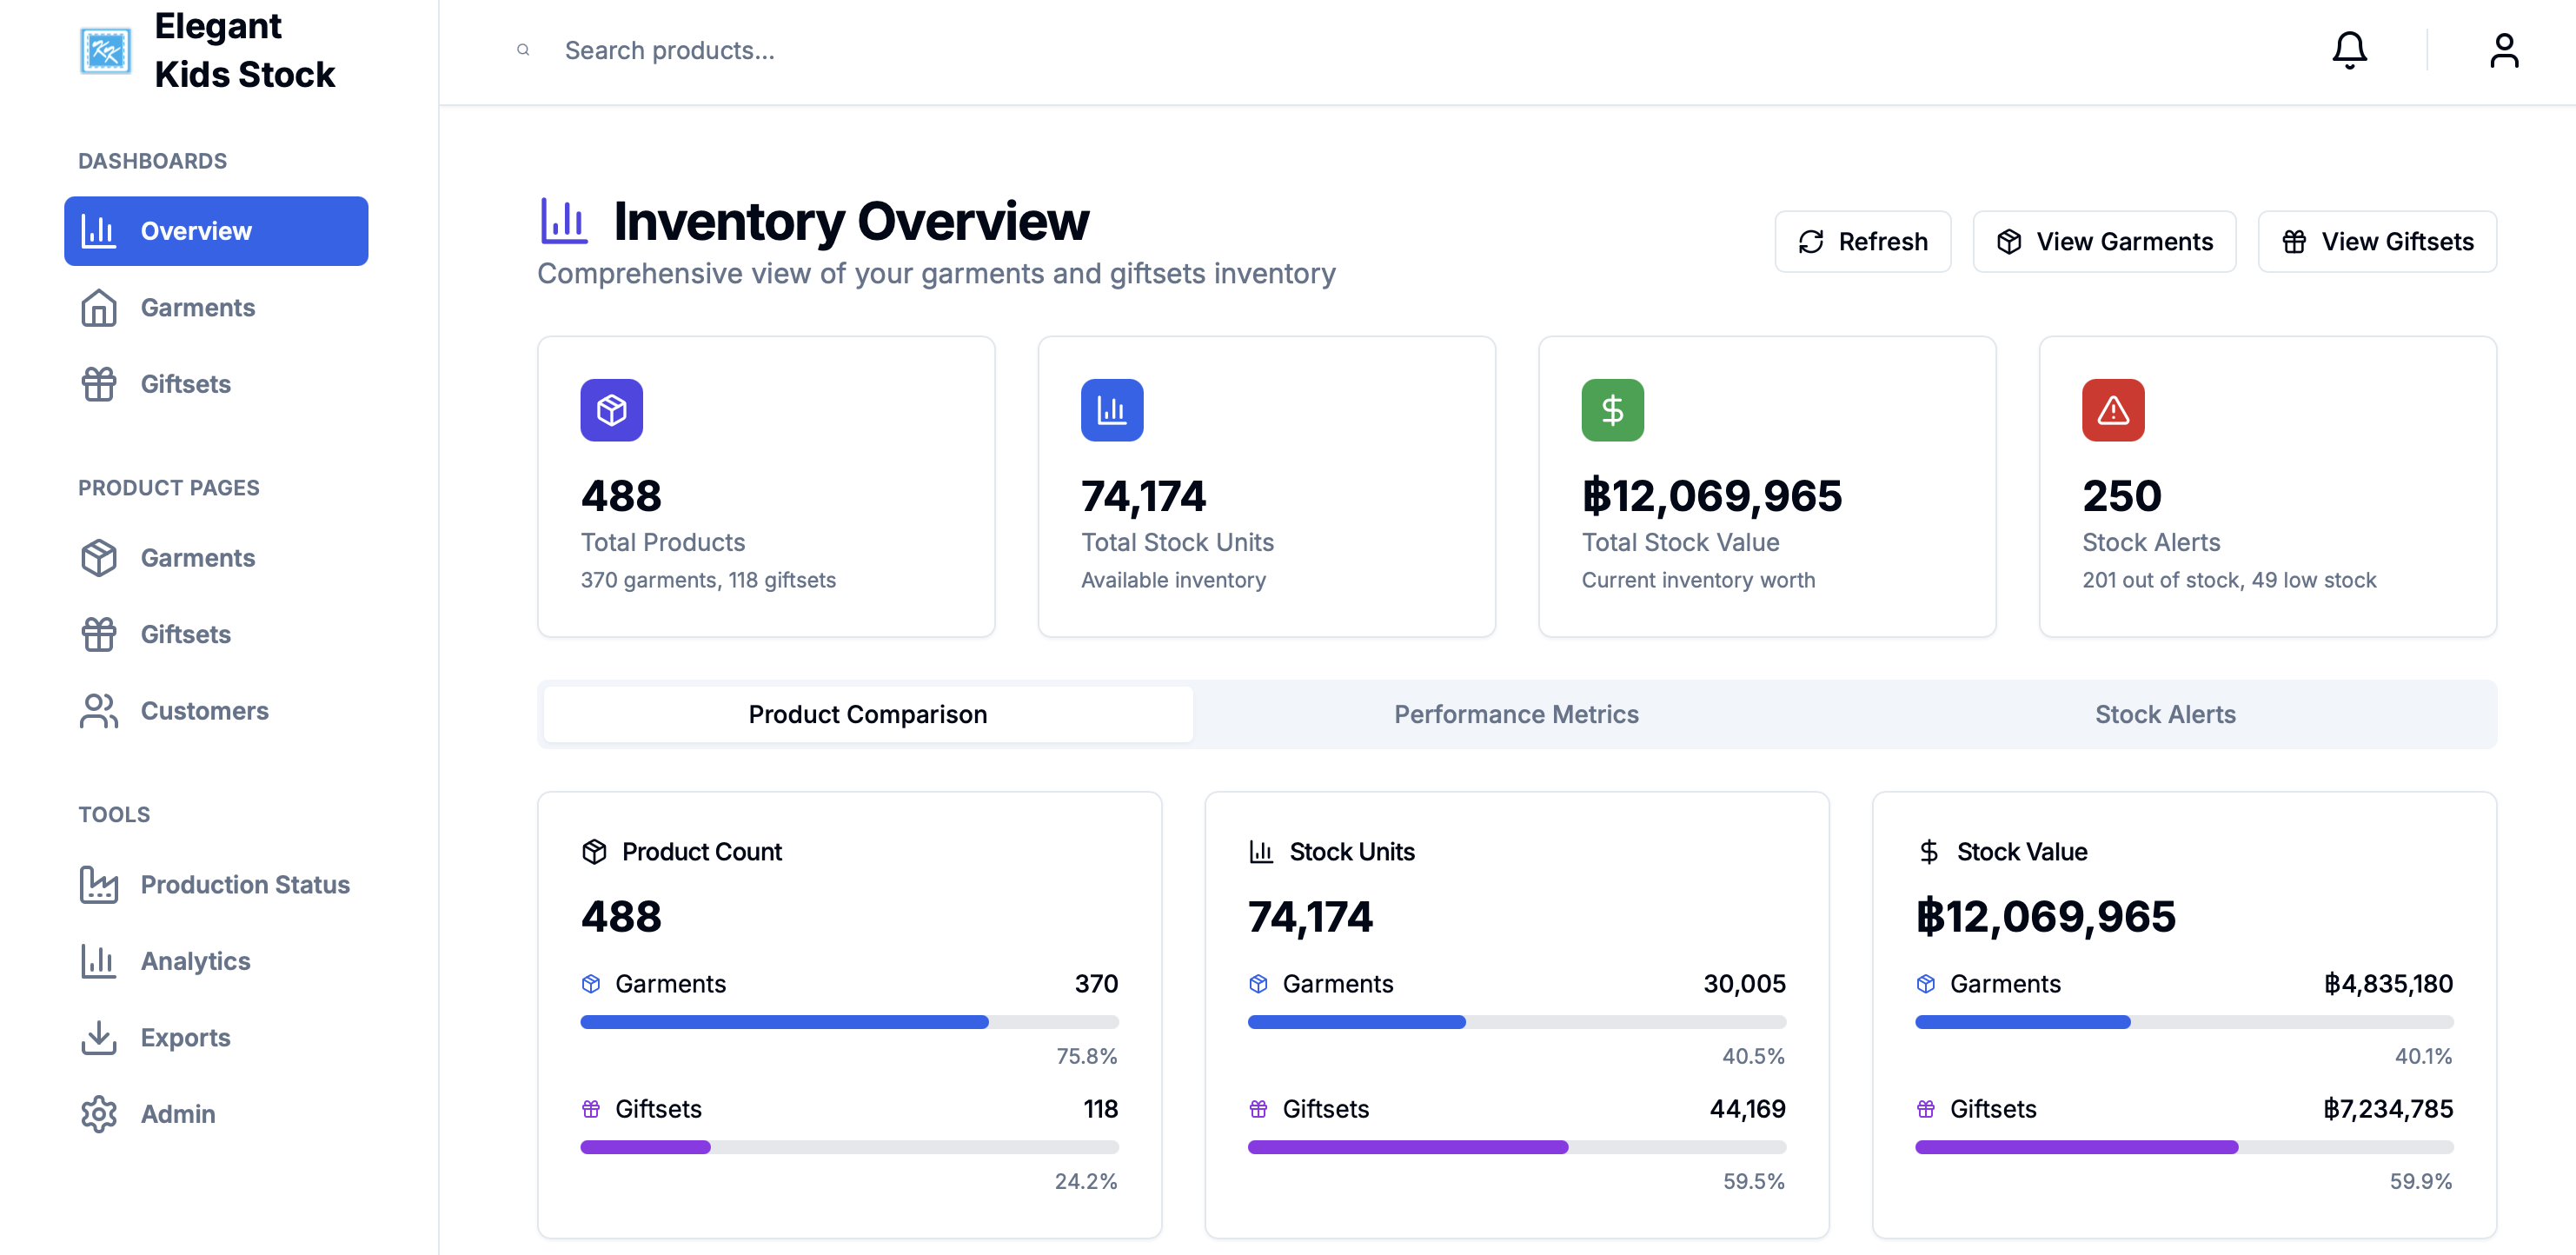 Elegant
Kids Stock
Search products...
DASHBOARDS
Overview
Garments
Giftsets
PRODUCT PAGES
Garments
Giftsets
Customers
TOOLS
Production Status
Analytics
Exports
Admin
Inventory Overview
Comprehensive view of your garments and giftsets inventory
Refresh
View Garments
View Giftsets
488
Total Products
370 garments, 118 giftsets
74,174
Total Stock Units
Available inventory
฿12,069,965
Total Stock Value
Current inventory worth
250
Stock Alerts
201 out of stock, 49 low stock
Product Comparison
Performance Metrics
Stock Alerts
Product Count
488
Garments 370
75.8%
Giftsets 118
24.2%
Stock Units
74,174
Garments 30,005
40.5%
Giftsets 44,169
59.5%
Stock Value
฿12,069,965
Garments ฿4,835,180
40.1%
Giftsets ฿7,234,785
59.9%